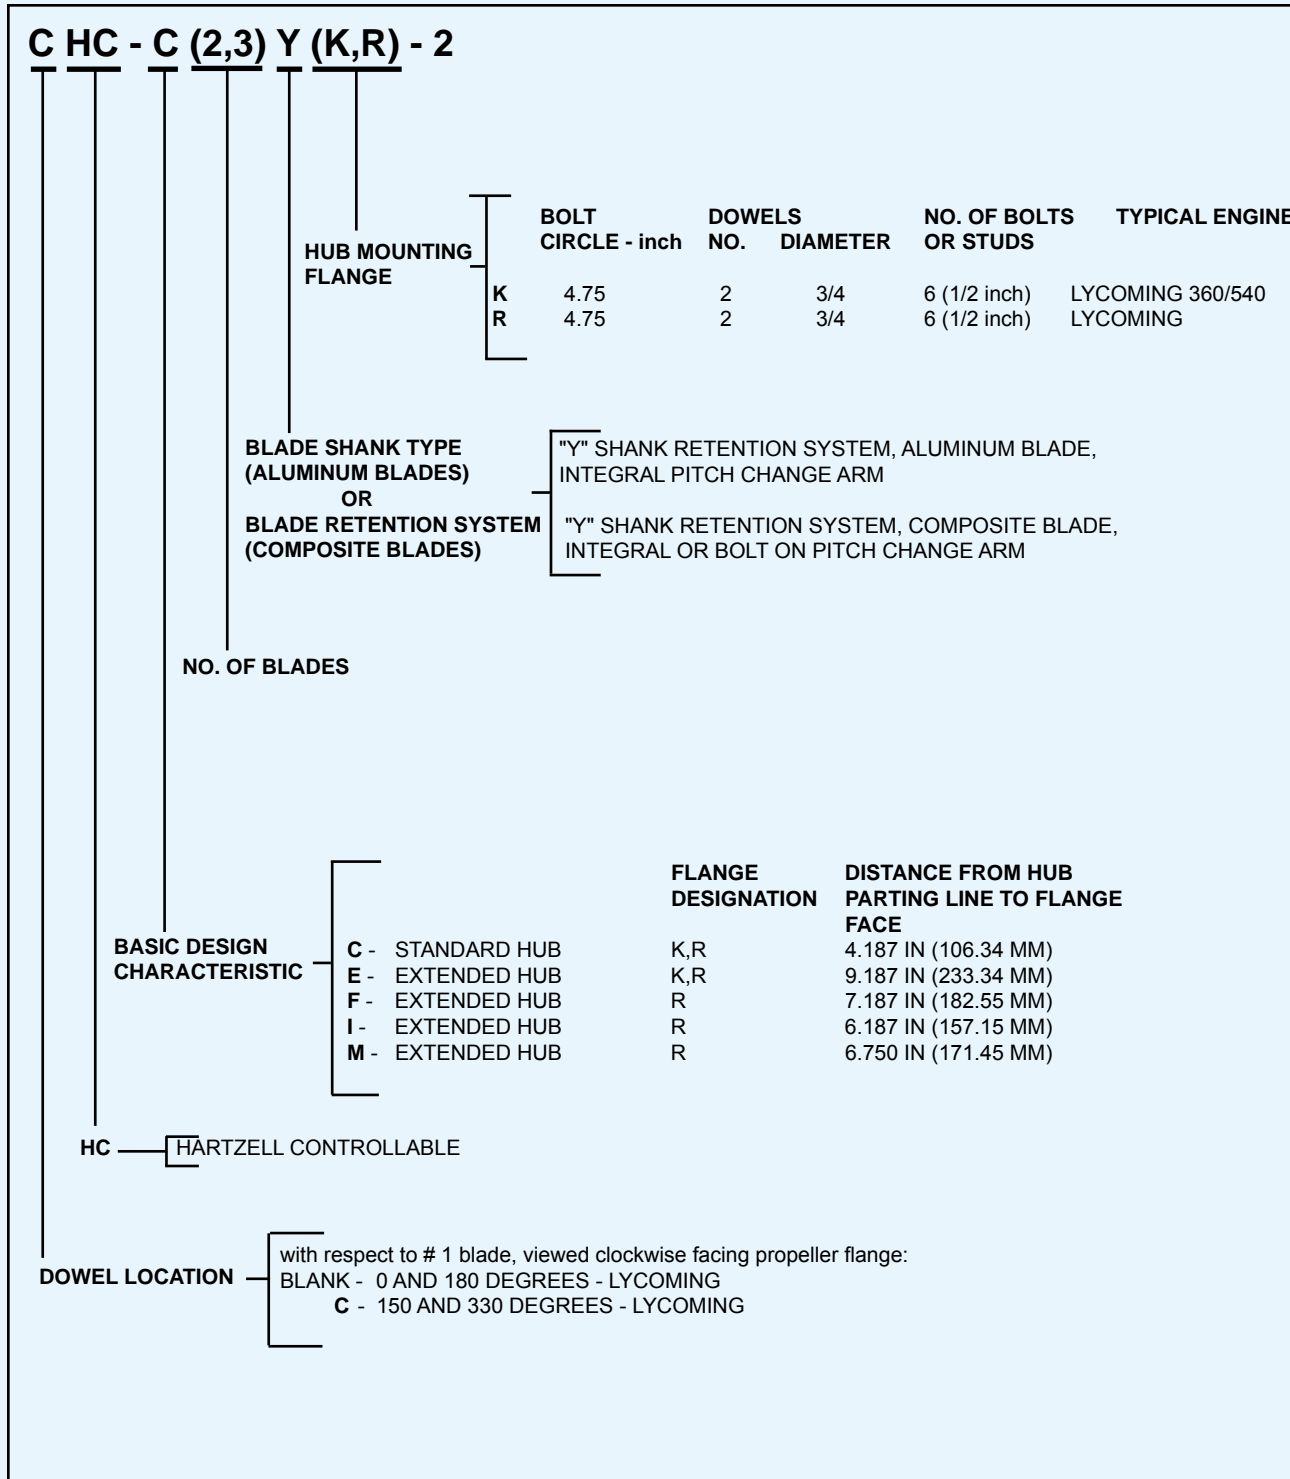 C HC - C (2,3) Y (K,R) - 2
BOLT DOWELS NO. OF BOLTS TYPICAL ENGINE
CIRCLE - inch NO. DIAMETER OR STUDS
HUB MOUNTING
FLANGE
K 4.75 2 3/4 6 (1/2 inch) LYCOMING 360/540
R 4.75 2 3/4 6 (1/2 inch) LYCOMING
BLADE SHANK TYPE
(ALUMINUM BLADES)
OR
BLADE RETENTION SYSTEM
(COMPOSITE BLADES)
"Y" SHANK RETENTION SYSTEM, ALUMINUM BLADE,
INTEGRAL PITCH CHANGE ARM
"Y" SHANK RETENTION SYSTEM, COMPOSITE BLADE,
INTEGRAL OR BOLT ON PITCH CHANGE ARM
NO. OF BLADES
FLANGE DISTANCE FROM HUB
DESIGNATION PARTING LINE TO FLANGE
FACE
BASIC DESIGN
CHARACTERISTIC
C - STANDARD HUB K,R 4.187 IN (106.34 MM)
E - EXTENDED HUB K,R 9.187 IN (233.34 MM)
F - EXTENDED HUB R 7.187 IN (182.55 MM)
I - EXTENDED HUB R 6.187 IN (157.15 MM)
M - EXTENDED HUB R 6.750 IN (171.45 MM)
HC HARTZELL CONTROLLABLE
DOWEL LOCATION
with respect to # 1 blade, viewed clockwise facing propeller flange:
BLANK - 0 AND 180 DEGREES - LYCOMING
C - 150 AND 330 DEGREES - LYCOMING